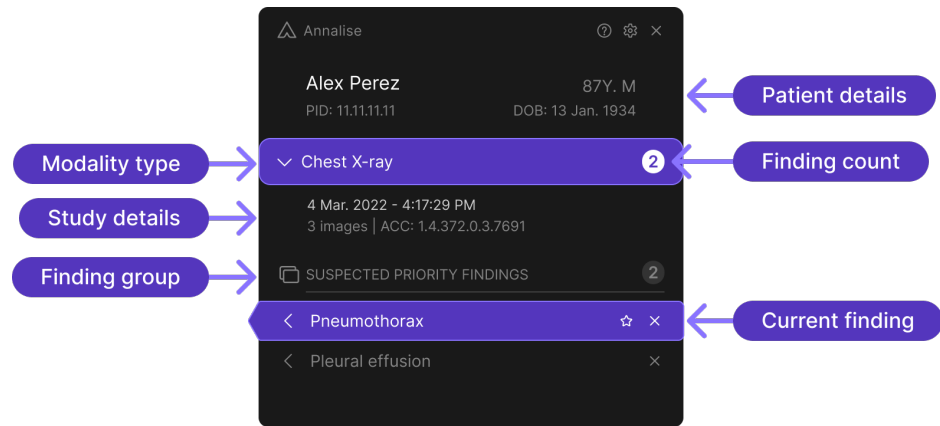 Annalise
Alex Perez
87Y. M
PID: 11.11.11.11
DOB: 13 Jan. 1934
Patient details
Modality type
Chest X-ray
2
Finding count
Study details
4 Mar. 2022 - 4:17:29 PM
3 images | ACC: 1.4.372.0.3.7691
Finding group
SUSPECTED PRIORITY FINDINGS
2
Pneumothorax
Current finding
Pleural effusion